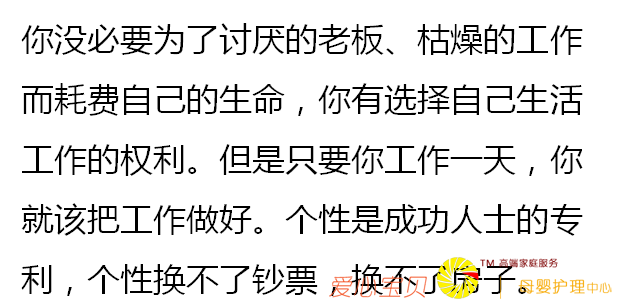 你没必要为了讨厌的老板、枯燥的工作
而耗费自己的生命，你有选择自己生活
工作的权利。但是只要你工作一天，你
就该把工作做好。个性是成功人士的专
利，个性换不了钞票，换不了房子。
TM 高端家庭服务
爱心宝贝
母婴护理中心